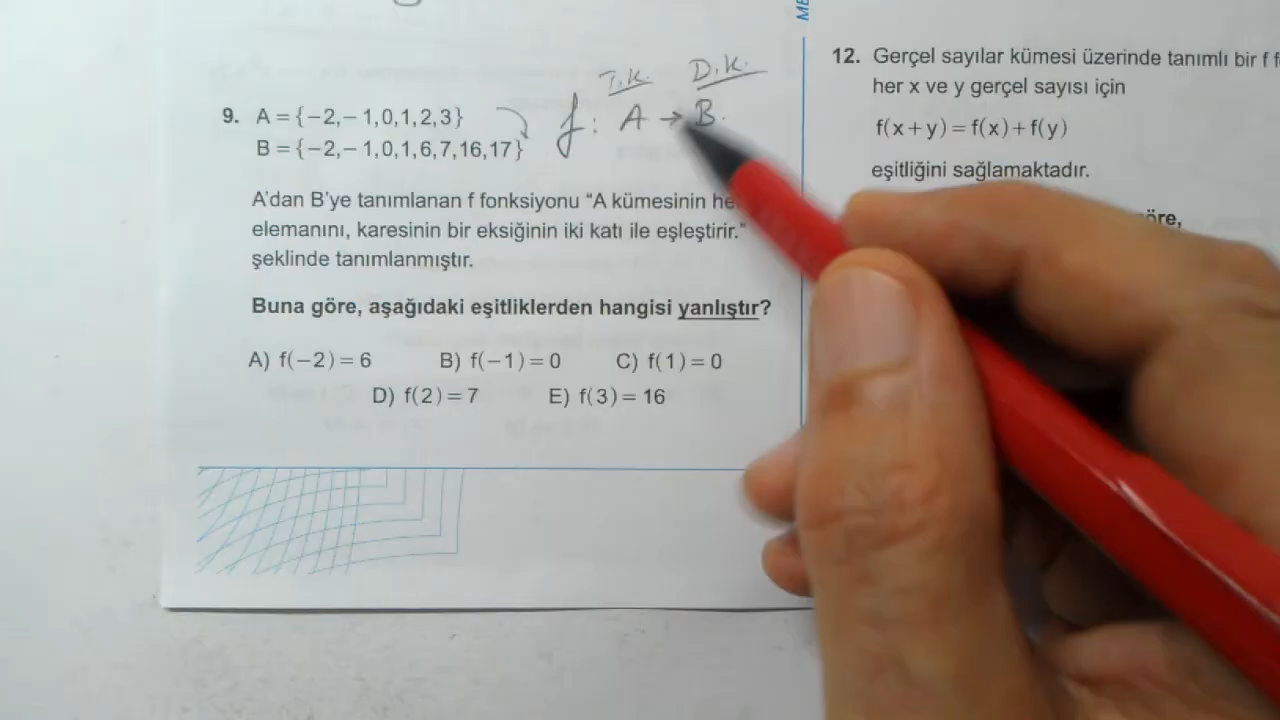 ME
T.K. D.K.
f: A → B.
9. A = {−2,−1,0,1,2,3}
B = {−2,−1,0,1,6,7,16,17}
A'dan B'ye tanımlanan f fonksiyonu “A kümesinin he
elemanını, karesinin bir eksiğinin iki katı ile eşleştirir.”
şeklinde tanımlanmıştır.
Buna göre, aşağıdaki eşitliklerden hangisi yanlıştır?
A) f(−2) = 6 B) f(−1) = 0 C) f(1) = 0
D) f(2) = 7 E) f(3) = 16
12. Gerçel sayılar kümesi üzerinde tanımlı bir f f
her x ve y gerçel sayısı için
f(x+y) = f(x)+f(y)
eşitliğini sağlamaktadır.
öre,